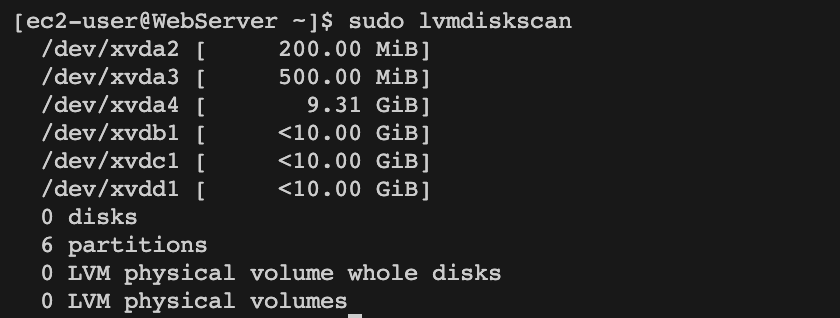 [ec2-user@WebServer ~]$ sudo lvmdiskscan
  /dev/xvda2 [     200.00 MiB]
  /dev/xvda3 [     500.00 MiB]
  /dev/xvda4 [       9.31 GiB]
  /dev/xvdb1 [     <10.00 GiB]
  /dev/xvdc1 [     <10.00 GiB]
  /dev/xvdd1 [     <10.00 GiB]
  0 disks
  6 partitions
  0 LVM physical volume whole disks
  0 LVM physical volumes